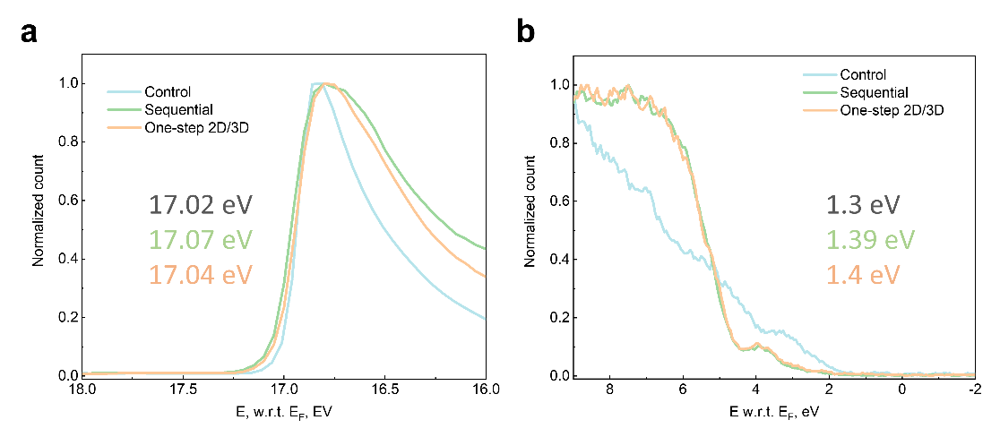 a
1.0
0.8
0.6
0.4
0.2
0.0
Normalized count
Control
Sequential
One-step 2D/3D
17.02 eV
17.07 eV
17.04 eV
18.0
17.5
17.0
16.5
16.0
E, w.r.t. EF, EV
b
1.0
0.8
0.6
0.4
0.2
0.0
Normalized count
Control
Sequential
One-step 2D/3D
1.3 eV
1.39 eV
1.4 eV
8
6
4
2
0
-2
E w.r.t. EF, eV